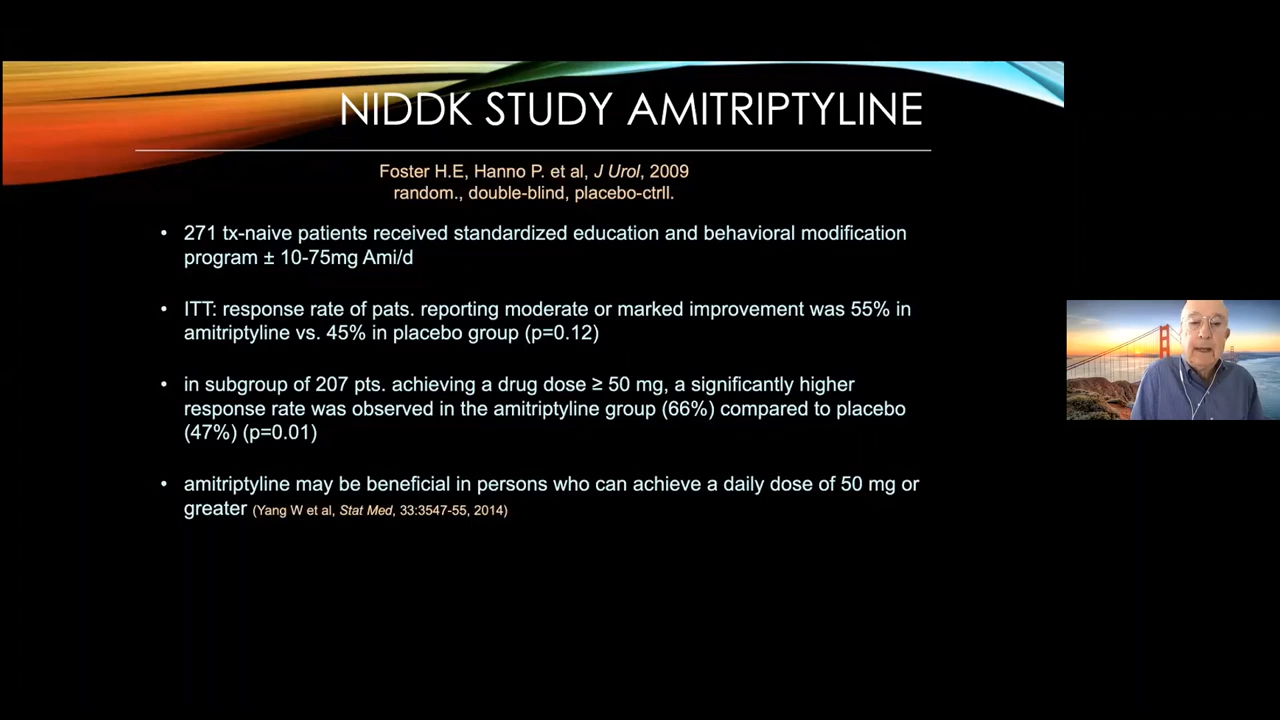 NIDDK STUDY AMITRIPTYLINE
Foster H.E, Hanno P. et al, J Urol, 2009
random., double-blind, placebo-ctrll.
• 271 tx-naive patients received standardized education and behavioral modification
program ± 10-75mg Ami/d
• ITT: response rate of pats. reporting moderate or marked improvement was 55% in
amitriptyline vs. 45% in placebo group (p=0.12)
• in subgroup of 207 pts. achieving a drug dose ≥ 50 mg, a significantly higher
response rate was observed in the amitriptyline group (66%) compared to placebo
(47%) (p=0.01)
• amitriptyline may be beneficial in persons who can achieve a daily dose of 50 mg or
greater (Yang W et al, Stat Med, 33:3547-55, 2014)